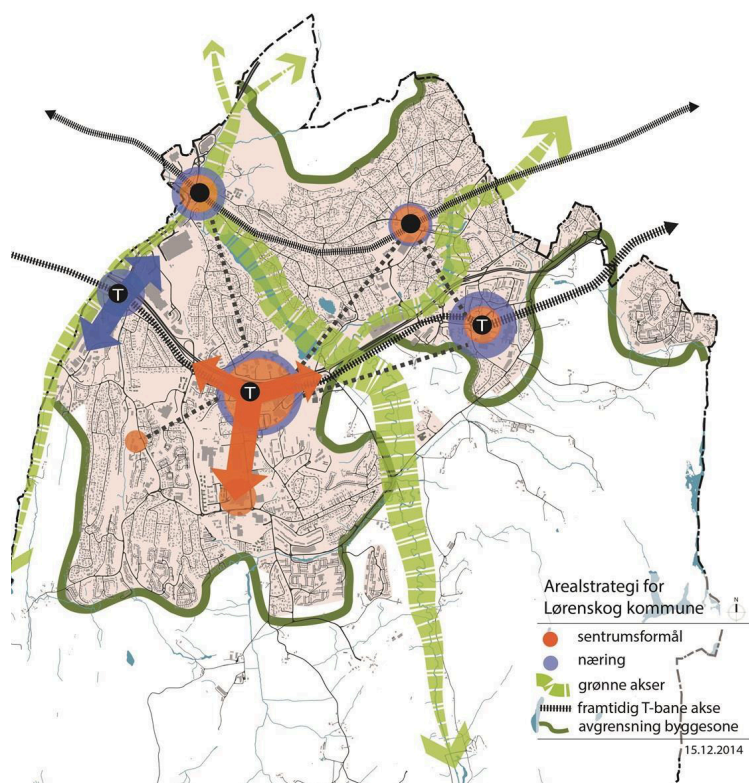 T
T
T
Arealstrategi for
Lørenskog kommune
N
sentrumsformål
næring
grønne akser
framtidig T-bane akse
avgrensning byggesone
15.12.2014